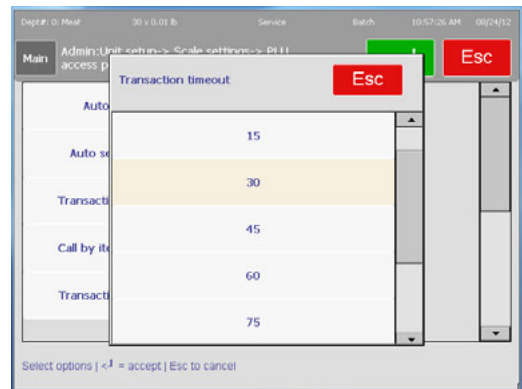 Dept#: 0: Meat 30 x 0.01 lb Service Batch 10:57:26 AM 08/24/12
Main Admin:Unit setup-> Scale settings-> PLU Esc
access p
Transaction timeout Esc
Auto
15
Auto se
30
Transacti
45
Call by ite
60
Transacti
75
Select options | <┘ = accept | Esc to cancel